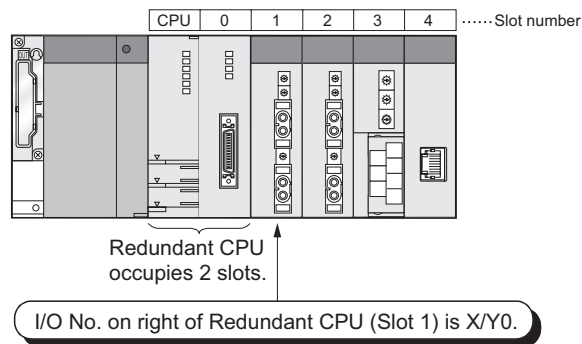 CPU 0 1 2 3 4 ······Slot number
OUT
Redundant CPU
occupies 2 slots.
I/O No. on right of Redundant CPU (Slot 1) is X/Y0.